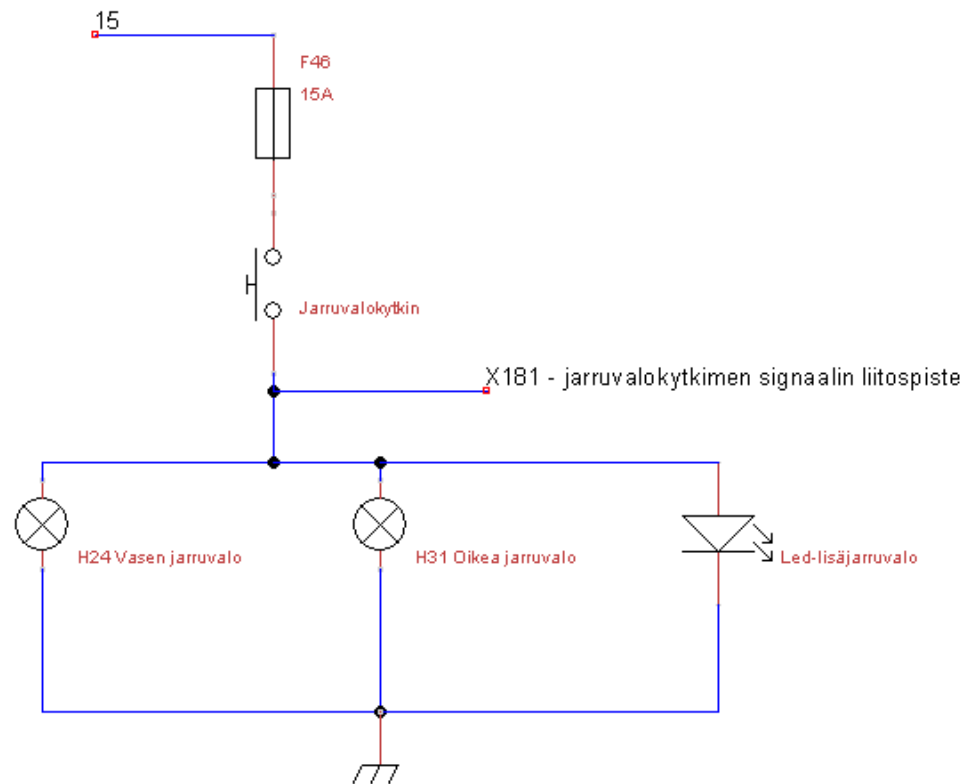 15
F46
15A
Jarruvalokytkin
X181 - jarruvalokytkimen signaalin liitospiste
H24 Vasen jarruvalo
H31 Oikea jarruvalo
Led-lisäjarruvalo